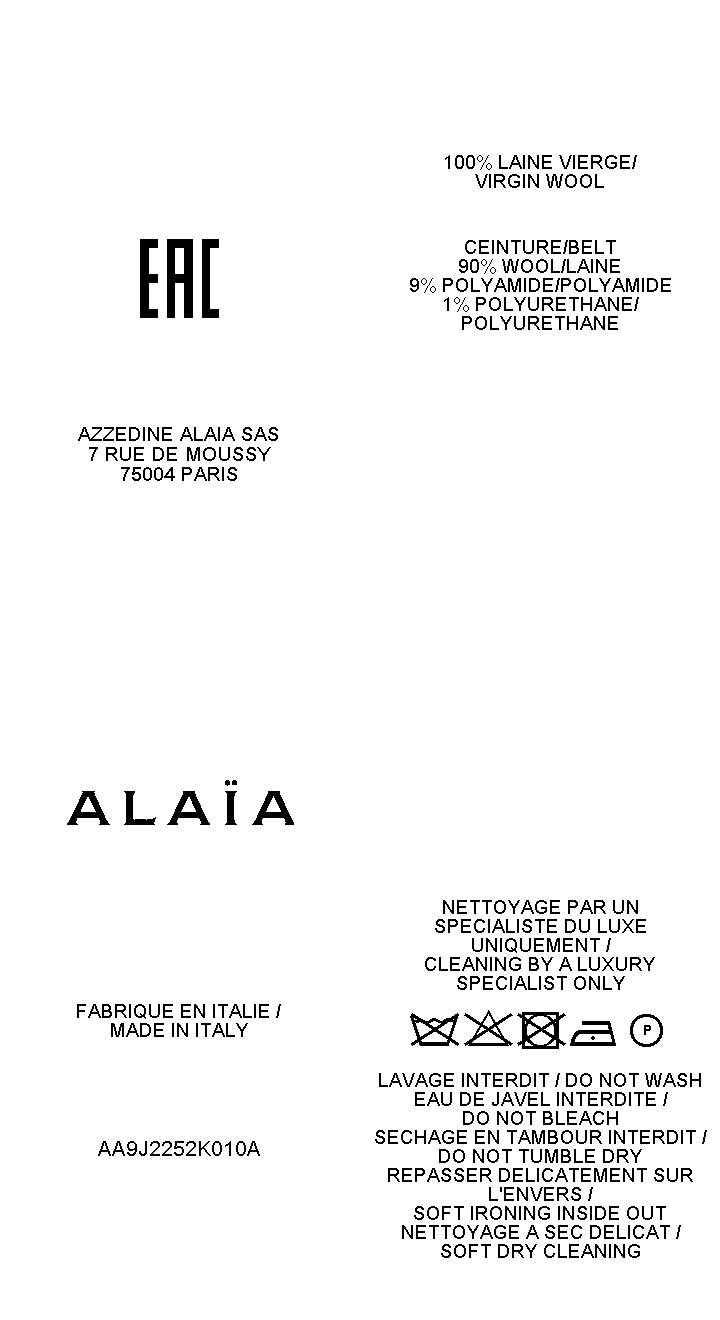 100% LAINE VIERGE/
VIRGIN WOOL
EAC
CEINTURE/BELT
90% WOOL/LAINE
9% POLYAMIDE/POLYAMIDE
1% POLYURETHANE/
POLYURETHANE
AZZEDINE ALAIA SAS
7 RUE DE MOUSSY
75004 PARIS
ALAÏA
NETTOYAGE PAR UN
SPECIALISTE DU LUXE
UNIQUEMENT /
CLEANING BY A LUXURY
SPECIALIST ONLY
FABRIQUE EN ITALIE /
MADE IN ITALY
P
LAVAGE INTERDIT / DO NOT WASH
EAU DE JAVEL INTERDITE /
DO NOT BLEACH
SECHAGE EN TAMBOUR INTERDIT /
DO NOT TUMBLE DRY
REPASSER DELICATEMENT SUR
L'ENVERS /
SOFT IRONING INSIDE OUT
NETTOYAGE A SEC DELICAT /
SOFT DRY CLEANING
AA9J2252K010A